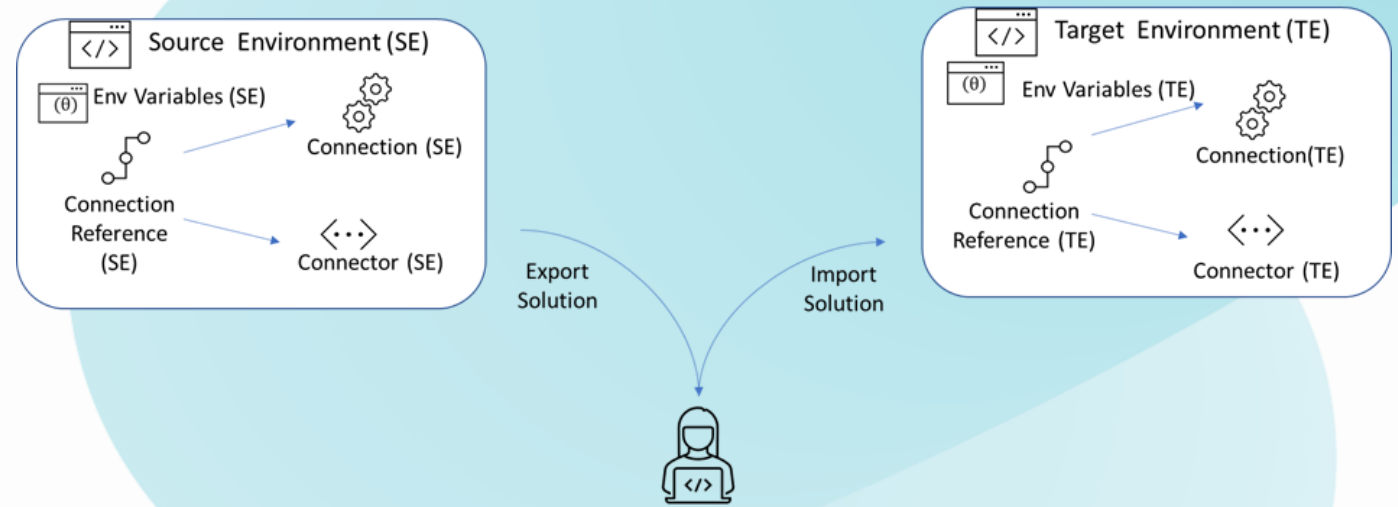 </> Source Environment (SE)
(θ) Env Variables (SE)
Connection (SE)
Connection
Reference
(SE)
Connector (SE)
Export
Solution
Import
Solution
</>
</> Target Environment (TE)
(θ) Env Variables (TE)
Connection(TE)
Connection
Reference (TE)
Connector (TE)